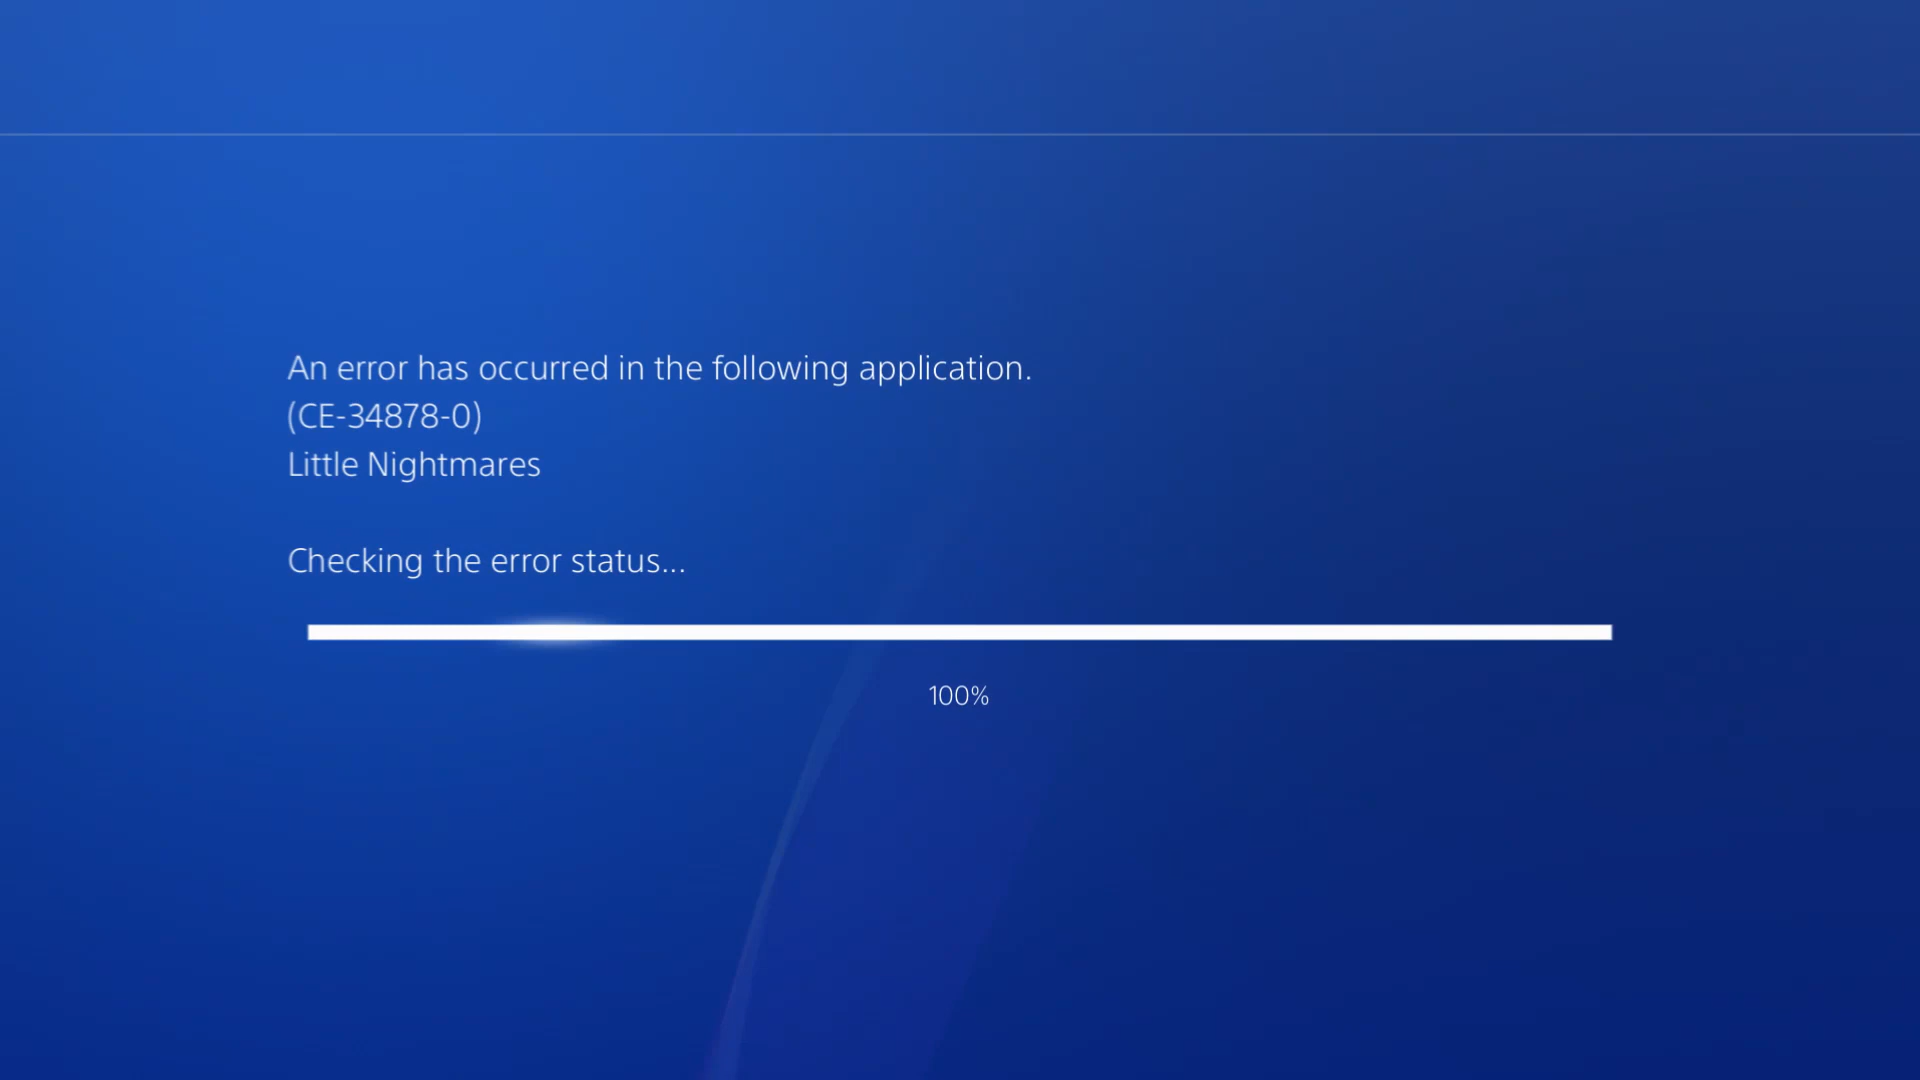 An error has occurred in the following application.
(CE-34878-0)
Little Nightmares
Checking the error status...
100%